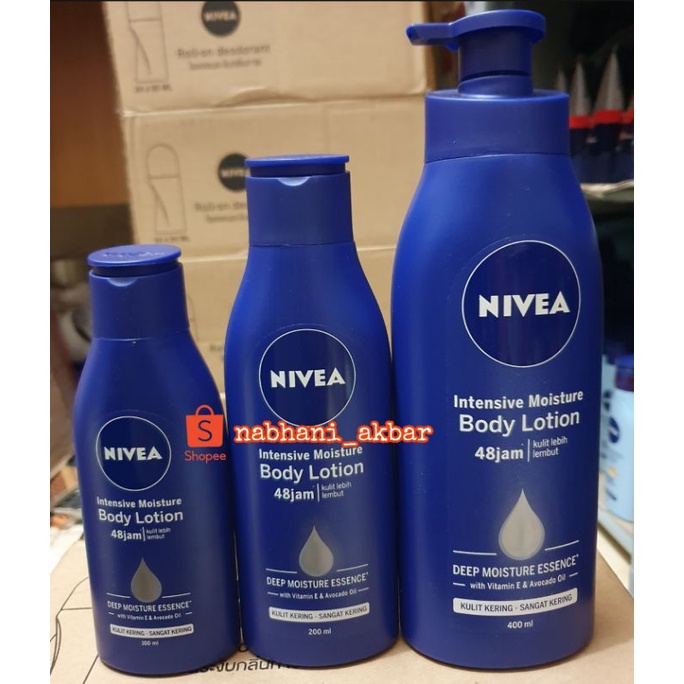 NIVEA
Roll-on deodorant
NIVEA
Roll-on deodorant
NIVEA
Intensive Moisture
Body Lotion
48jam
kulit lebih
lembut
DEEP MOISTURE ESSENCE*
with Vitamin E & Avocado Oil
KULIT KERING - SANGAT KERING
NIVEA
Intensive Moisture
Body Lotion
48jam
kulit lebih
lembut
DEEP MOISTURE ESSENCE*
with Vitamin E & Avocado Oil
KULIT KERING - SANGAT KERING
200 ml
NIVEA
Intensive Moisture
Body Lotion
48jam
kulit lebih
lembut
DEEP MOISTURE ESSENCE*
with Vitamin E & Avocado Oil
KULIT KERING - SANGAT KERING
400 ml
S
Shopee
nabhani_akbar